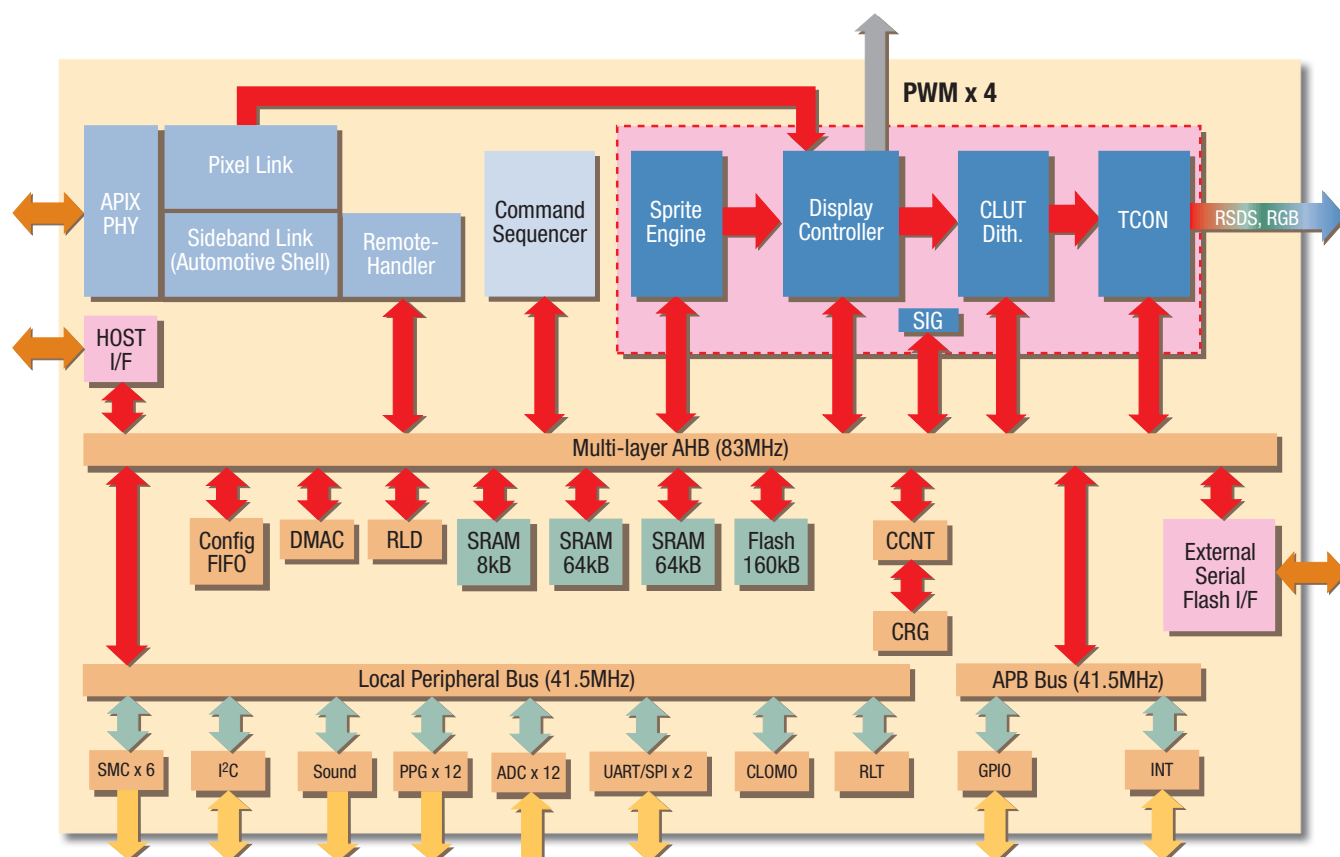 PWM x 4
Pixel Link
APIX
PHY
Sideband Link
(Automotive Shell)
Remote-
Handler
Command
Sequencer
Sprite
Engine
Display
Controller
CLUT
Dith.
TCON
RSDS, RGB
SIG
HOST
I/F
Multi-layer AHB (83MHz)
Config
FIFO
DMAC
RLD
SRAM
8kB
SRAM
64kB
SRAM
64kB
Flash
160kB
CCNT
CRG
External
Serial
Flash I/F
Local Peripheral Bus (41.5MHz)
APB Bus (41.5MHz)
SMC x 6
I²C
Sound
PPG x 12
ADC x 12
UART/SPI x 2
CLOMO
RLT
GPIO
INT